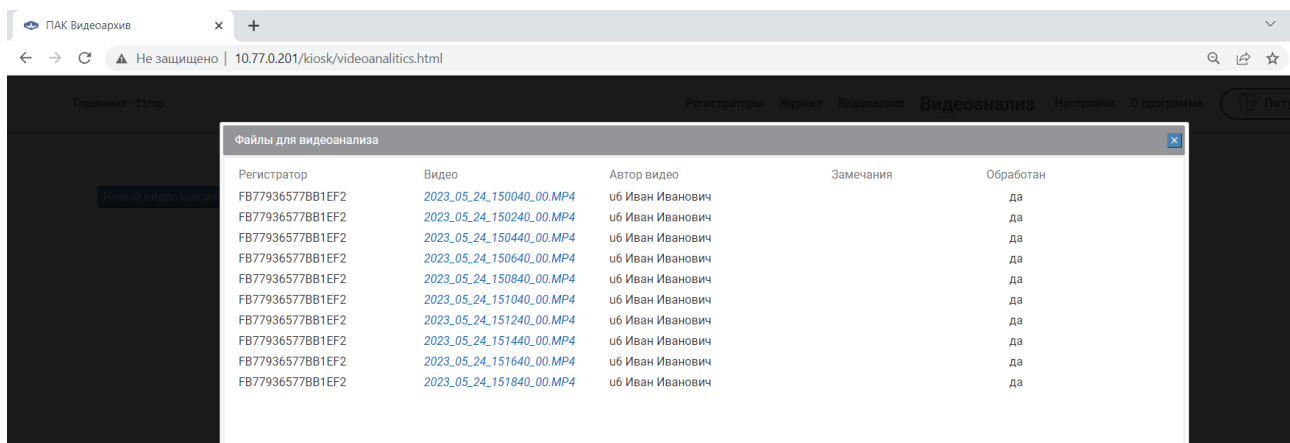 ПАК Видеоархив
Не защищено | 10.77.0.201/kiosk/videoanalitics.html
Терминал - t1mo Регистраторы Журнал Видеоархив Видеоанализ Настройки О программе
Файлы для видеоанализа
Новый видеоанализ
Регистратор Видео Автор видео Замечания Обработан
FB77936577BB1EF2 2023_05_24_150040_00.MP4 u6 Иван Иванович да
FB77936577BB1EF2 2023_05_24_150240_00.MP4 u6 Иван Иванович да
FB77936577BB1EF2 2023_05_24_150440_00.MP4 u6 Иван Иванович да
FB77936577BB1EF2 2023_05_24_150640_00.MP4 u6 Иван Иванович да
FB77936577BB1EF2 2023_05_24_150840_00.MP4 u6 Иван Иванович да
FB77936577BB1EF2 2023_05_24_151040_00.MP4 u6 Иван Иванович да
FB77936577BB1EF2 2023_05_24_151240_00.MP4 u6 Иван Иванович да
FB77936577BB1EF2 2023_05_24_151440_00.MP4 u6 Иван Иванович да
FB77936577BB1EF2 2023_05_24_151640_00.MP4 u6 Иван Иванович да
FB77936577BB1EF2 2023_05_24_151840_00.MP4 u6 Иван Иванович да